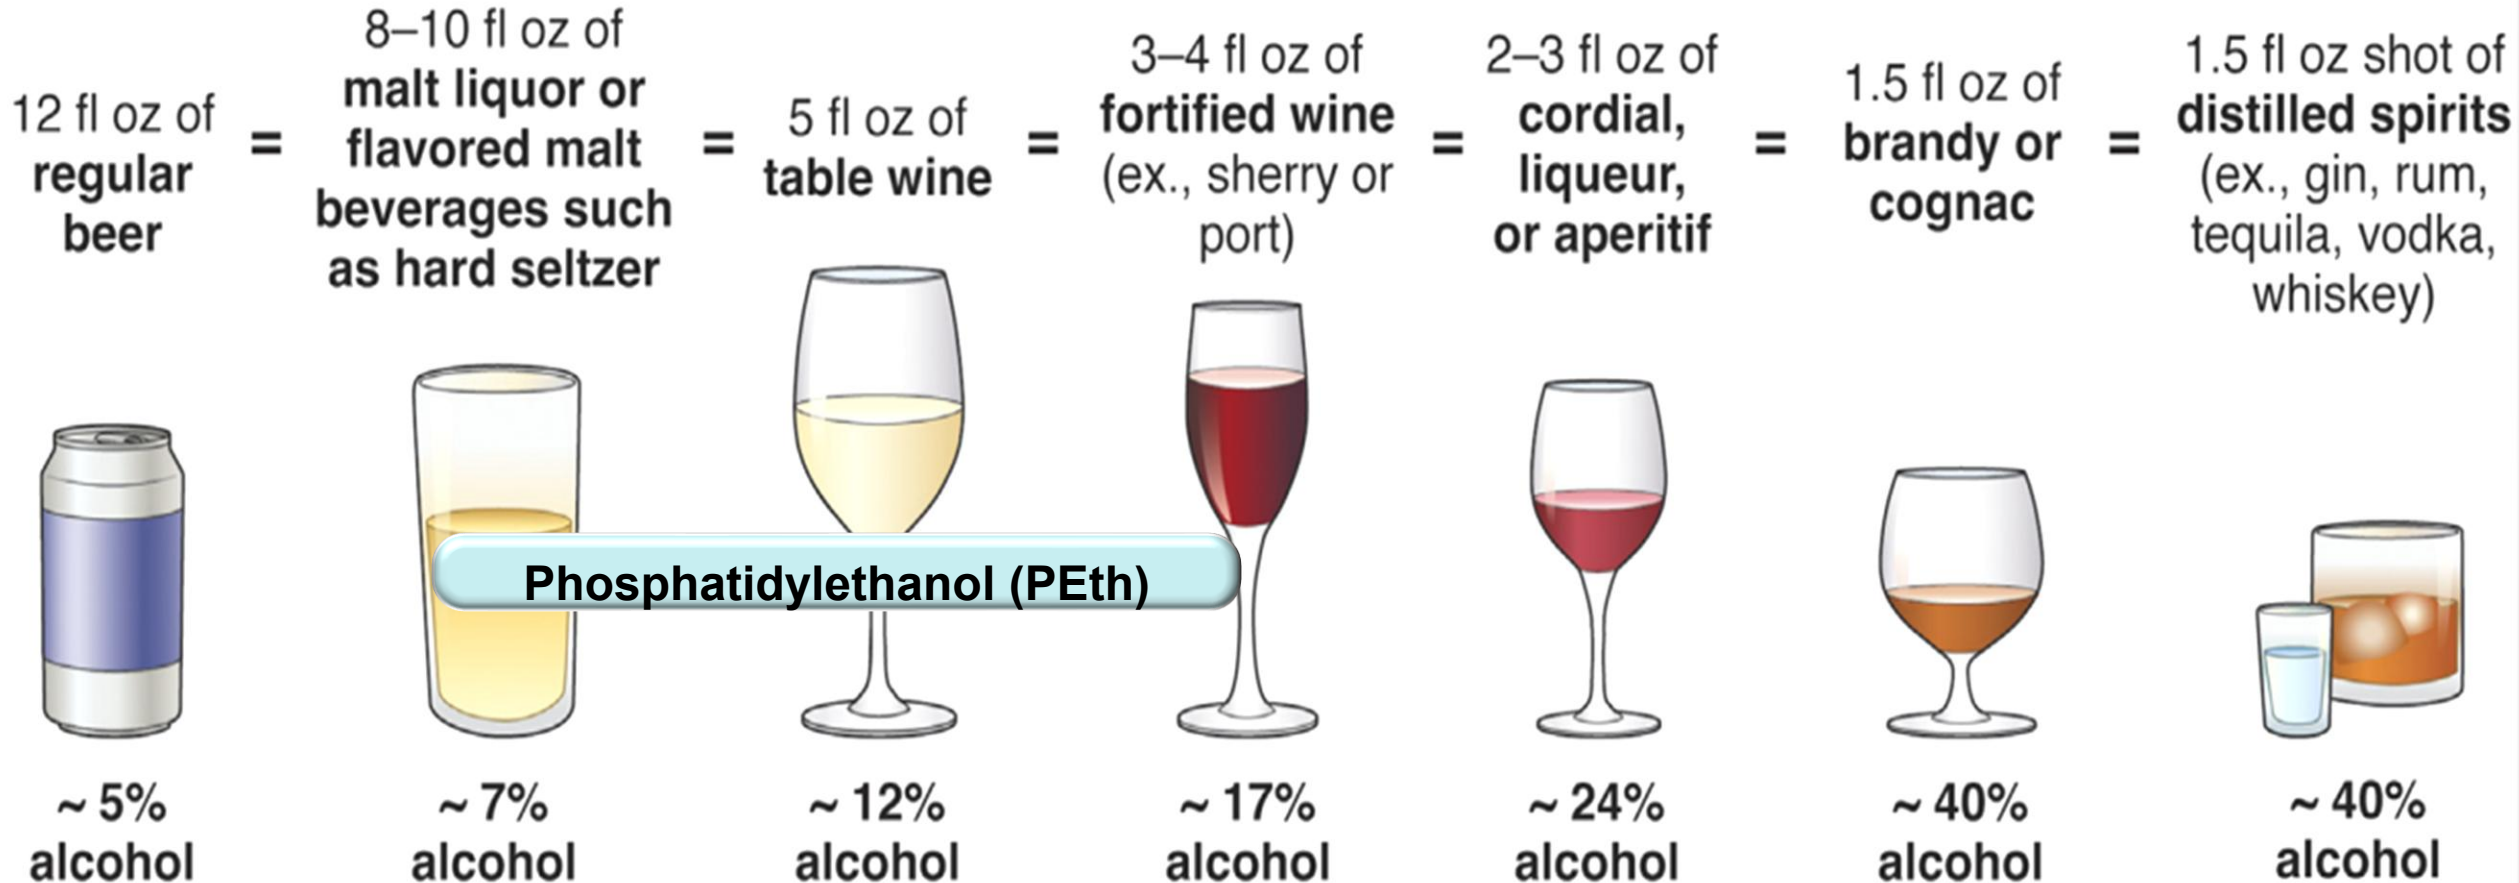 12 fl oz of
regular
beer
=
8–10 fl oz of
malt liquor or
flavored malt
beverages such
as hard seltzer
=
5 fl oz of
table wine
=
3–4 fl oz of
fortified wine
(ex., sherry or
port)
=
2–3 fl oz of
cordial,
liqueur,
or aperitif
=
1.5 fl oz of
brandy or
cognac
=
1.5 fl oz shot of
distilled spirits
(ex., gin, rum,
tequila, vodka,
whiskey)
Phosphatidylethanol (PEth)
~ 5%
alcohol
~ 7%
alcohol
~ 12%
alcohol
~ 17%
alcohol
~ 24%
alcohol
~ 40%
alcohol
~ 40%
alcohol